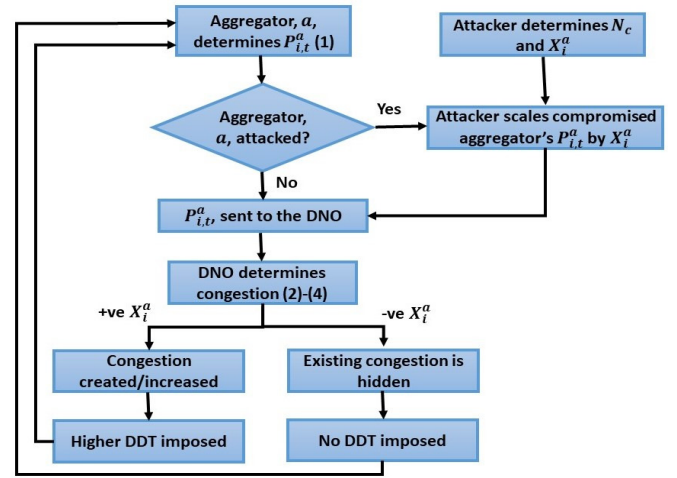 Aggregator, a,
determines P^a_{i,t} (1)
Attacker determines N_c
and X^a_i
Aggregator,
a, attacked?
Yes
Attacker scales compromised
aggregator's P^a_{i,t} by X^a_i
No
P^a_{i,t}, sent to the DNO
DNO determines
congestion (2)-(4)
+ve X^a_i
-ve X^a_i
Congestion
created/increased
Existing congestion is
hidden
Higher DDT imposed
No DDT imposed